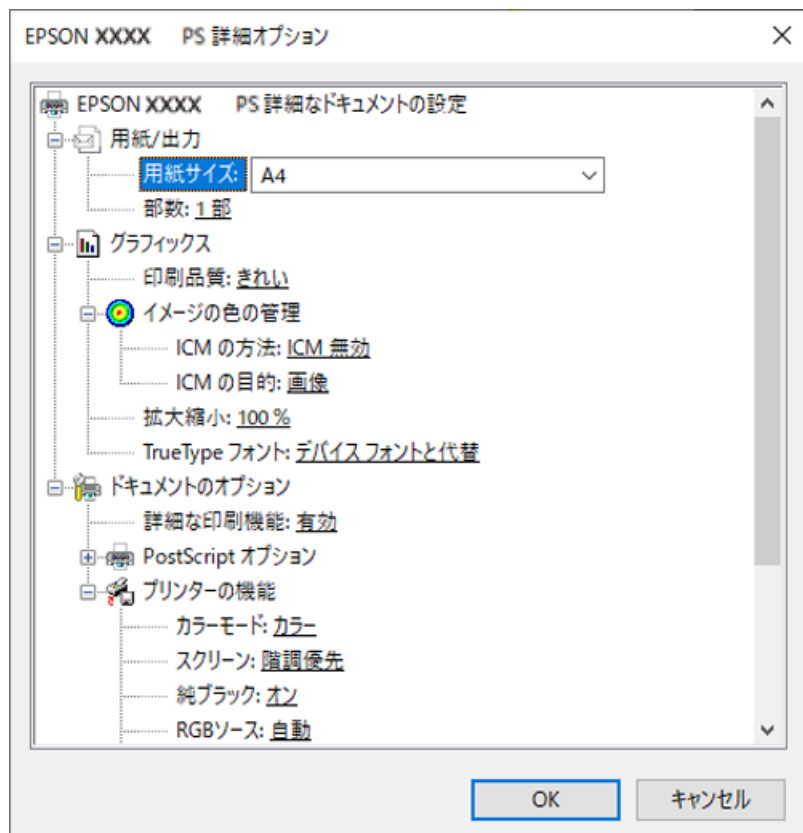 EPSON XXXX PS 詳細オプション
EPSON XXXX PS 詳細なドキュメントの設定
用紙/出力
用紙サイズ: A4
部数: 1 部
グラフィックス
印刷品質: きれい
イメージの色の管理
ICM の方法: ICM 無効
ICM の目的: 画像
拡大縮小: 100 %
TrueType フォント: デバイス フォントと代替
ドキュメントのオプション
詳細な印刷機能: 有効
PostScript オプション
プリンターの機能
カラーモード: カラー
スクリーン: 階調優先
純ブラック: オン
RGBソース: 自動
OK キャンセル